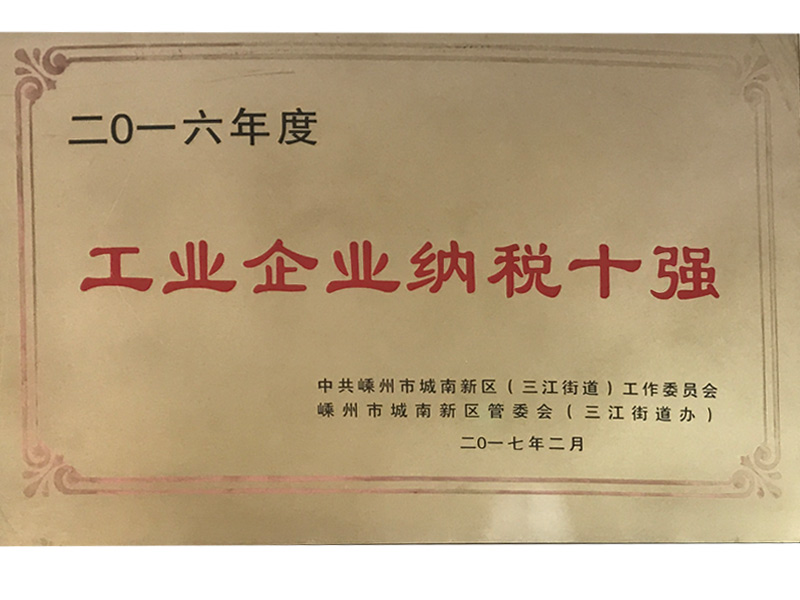 二0一六年度
工业企业纳税十强
中共嵊州市城南新区（三江街道）工作委员会
嵊州市城南新区管委会（三江街道办）
二0一七年二月